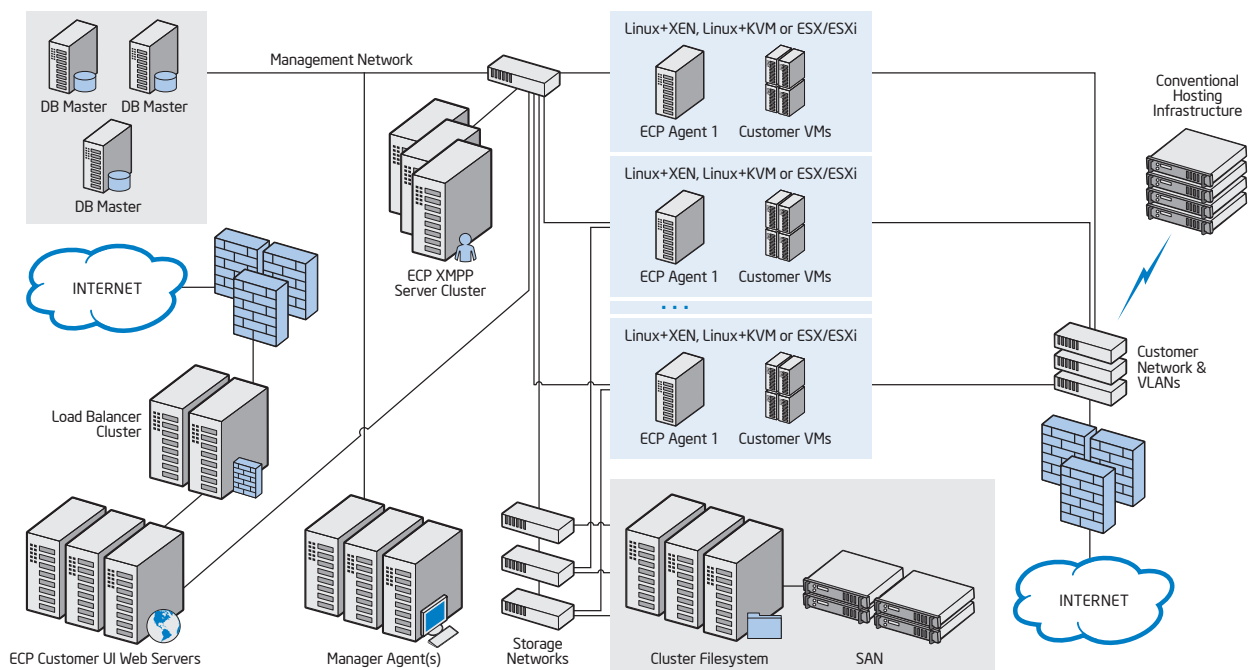 DB Master
DB Master
DB Master
Management Network
ECP XMPP
Server Cluster
Linux+XEN, Linux+KVM or ESX/ESXi
ECP Agent 1
Customer VMs
Linux+XEN, Linux+KVM or ESX/ESXi
ECP Agent 1
Customer VMs
...
Linux+XEN, Linux+KVM or ESX/ESXi
ECP Agent 1
Customer VMs
Conventional
Hosting
Infrastructure
INTERNET
Load Balancer
Cluster
Customer
Network &
VLANs
ECP Customer UI Web Servers
Manager Agent(s)
Storage
Networks
Cluster Filesystem
SAN
INTERNET